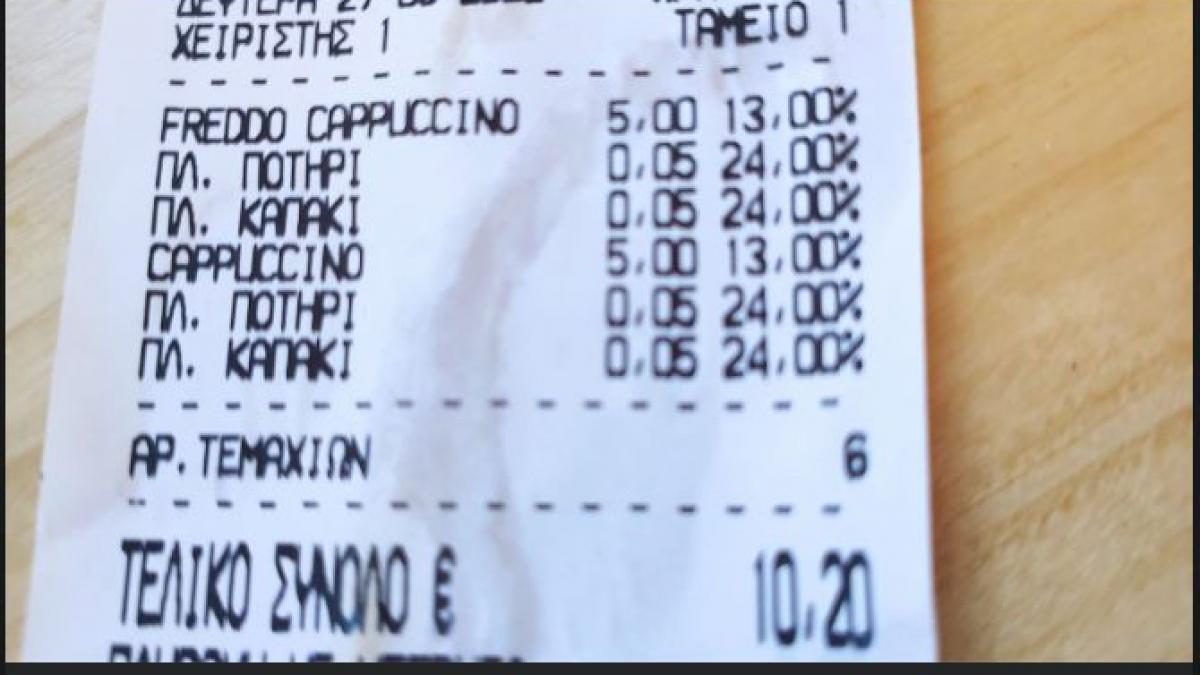 ΔΕΥΤΕΡΑ
ΧΕΙΡΙΣΤΗΣ 1 ΤΑΜΕΙΟ 1
FREDDO CAPPUCCINO 5,00 13,00%
ΠΛ. ΠΟΤΗΡΙ 0,05 24,00%
ΠΛ. ΚΑΠΑΚΙ 0,05 24,00%
CAPPUCCINO 5,00 13,00%
ΠΛ. ΠΟΤΗΡΙ 0,05 24,00%
ΠΛ. ΚΑΠΑΚΙ 0,05 24,00%
ΑΡ. ΤΕΜΑΧΙΩΝ 6
ΤΕΛΙΚΟ ΣΥΝΟΛΟ € 10,20